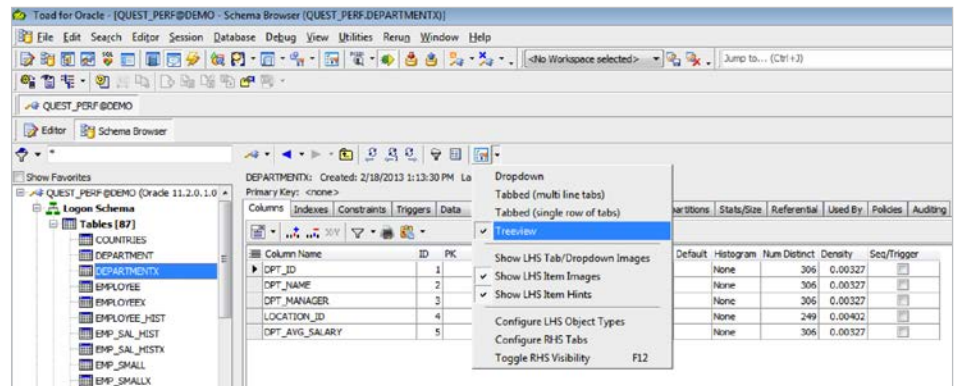 Toad for Oracle - [QUEST_PERF@DEMO - Schema Browser (QUEST_PERF.DEPARTMENTX)]
File Edit Search Editor Session Database Debug View Utilities Rerun Window Help
<No Workspace selected> Jump to... (Ctrl+J)
QUEST_PERF@DEMO
Editor Schema Browser
*
Show Favorites
QUEST_PERF@DEMO (Oracle 11.2.0.1.0
Logon Schema
Tables [87]
COUNTRIES
DEPARTMENT
DEPARTMENTX
EMPLOYEE
EMPLOYEEX
EMPLOYEE_HIST
EMP_SAL_HIST
EMP_SAL_HISTX
EMP_SMALL
EMP_SMALLX
DEPARTMENTX: Created: 2/18/2013 1:13:30 PM La
Primary Key: <none>
Columns Indexes Constraints Triggers Data artitions Stats/Size Referential Used By Policies Auditing
Column Name ID PK Default Histogram Num Distinct Density Seq/Trigger
DPT_ID 1 None 306 0.00327
DPT_NAME 2 None 306 0.00327
DPT_MANAGER 3 None 306 0.00327
LOCATION_ID 4 None 249 0.00402
DPT_AVG_SALARY 5 None 306 0.00327
Dropdown
Tabbed (multi line tabs)
Tabbed (single row of tabs)
Treeview
Show LHS Tab/Dropdown Images
Show LHS Item Images
Show LHS Item Hints
Configure LHS Object Types
Configure RHS Tabs
Toggle RHS Visibility F12